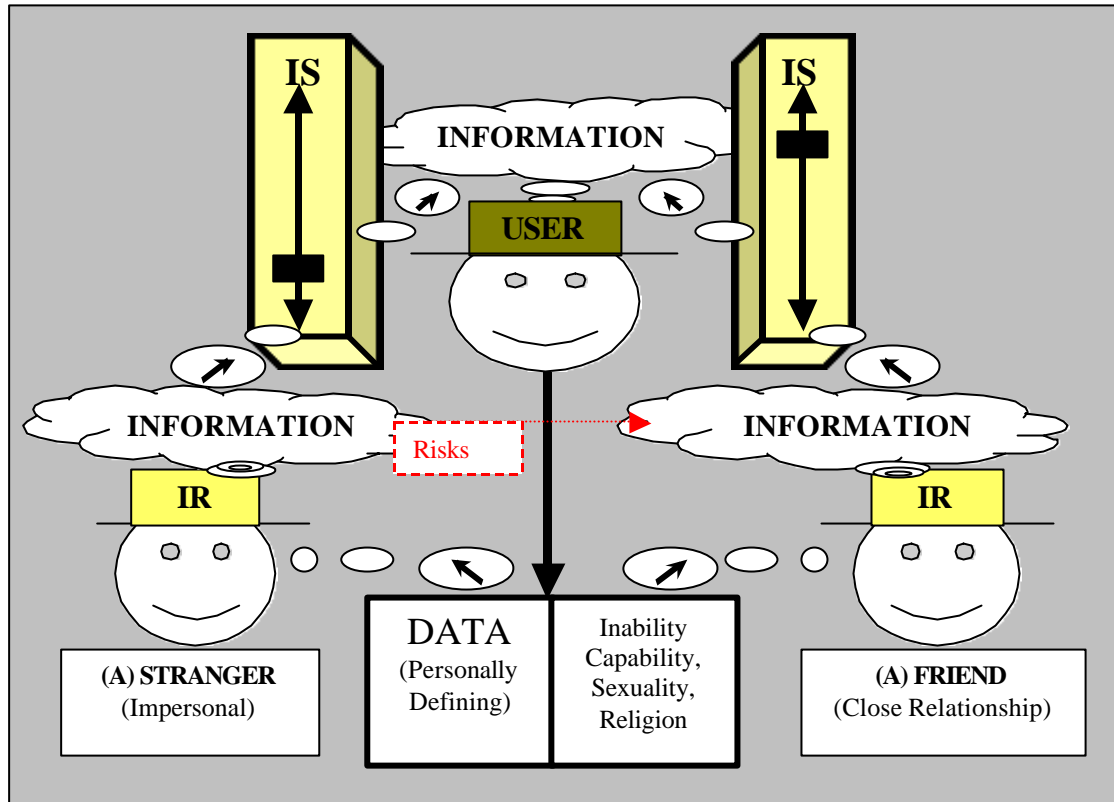 IS
IS
INFORMATION
USER
INFORMATION
INFORMATION
Risks
IR
IR
DATA
(Personally
Defining)
Inability
Capability,
Sexuality,
Religion
(A) STRANGER
(Impersonal)
(A) FRIEND
(Close Relationship)